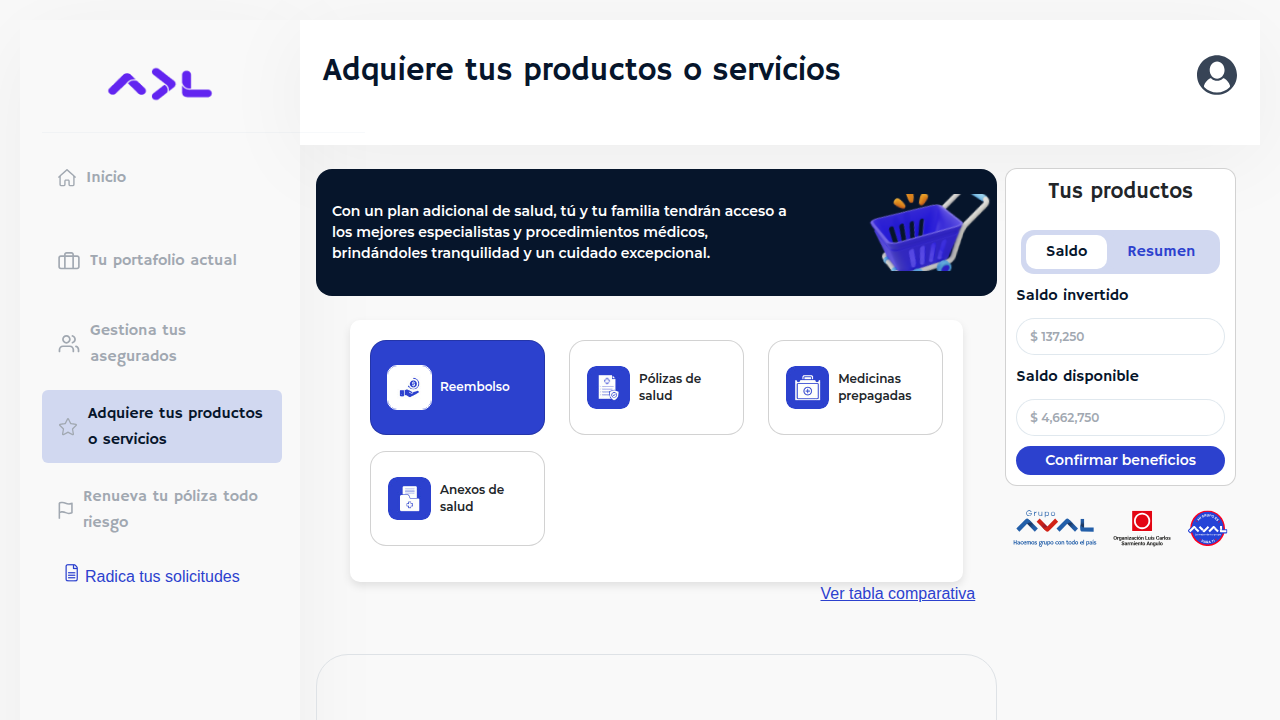 Adquiere tus productos o servicios
Inicio
Tu portafolio actual
Gestiona tus
asegurados
Adquiere tus productos
o servicios
Renueva tu póliza todo
riesgo
Radica tus solicitudes
Con un plan adicional de salud, tú y tu familia tendrán acceso a
los mejores especialistas y procedimientos médicos,
brindándoles tranquilidad y un cuidado excepcional.
Reembolso
Pólizas de
salud
Medicinas
prepagadas
Anexos de
salud
Ver tabla comparativa
Tus productos
Saldo
Resumen
Saldo invertido
$ 137,250
Saldo disponible
$ 4,662,750
Confirmar beneficios
Grupo
AVAL
Hacemos grupo con todo el país
Organización Luis Carlos
Sarmiento Angulo
AVAL